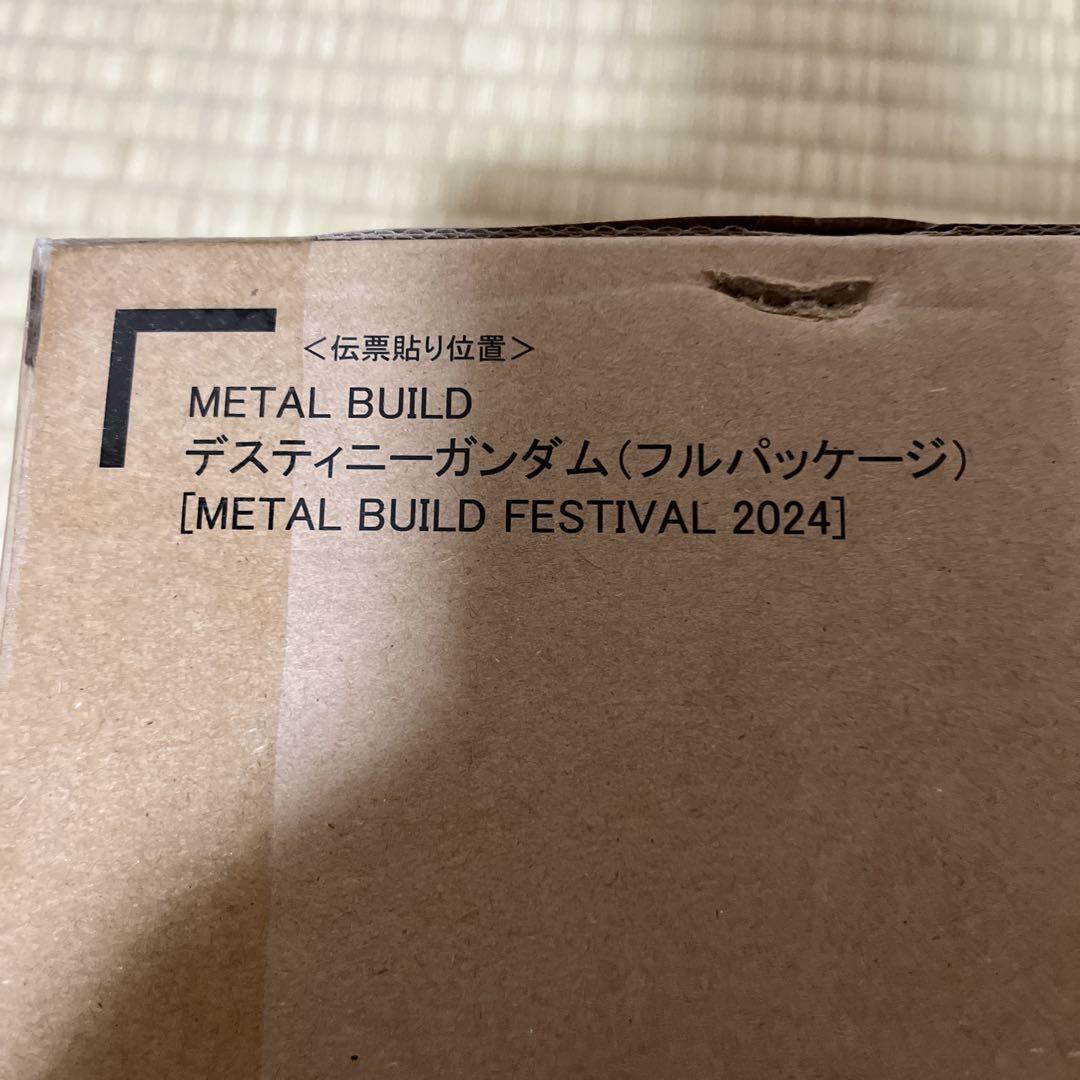 ＜伝票貼り位置＞
METAL BUILD
デスティニーガンダム（フルパッケージ）
[METAL BUILD FESTIVAL 2024]